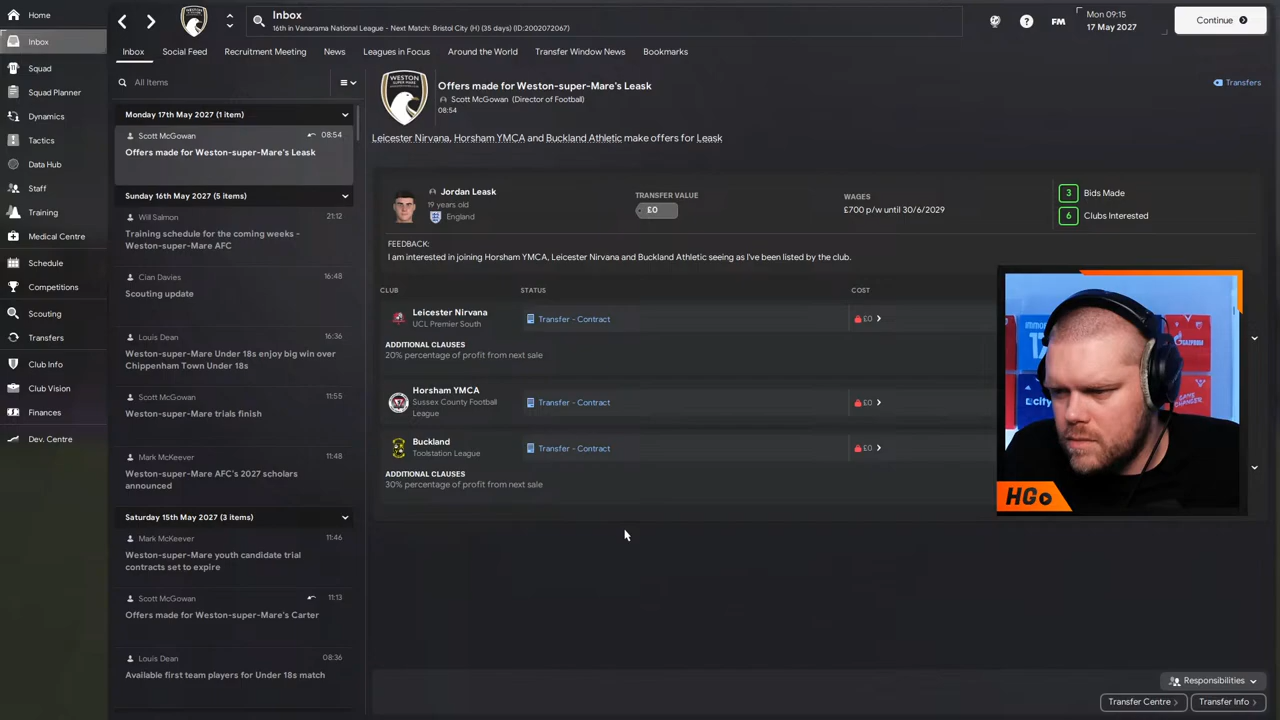 Home
Inbox
Squad
Squad Planner
Dynamics
Tactics
Data Hub
Staff
Training
Medical Centre
Schedule
Competitions
Scouting
Transfers
Club Info
Club Vision
Finances
Dev. Centre
Inbox
16th in Vanarama National League - Next Match: Bristol City (H) (35 days) (ID:2002072067)
FM
Mon 09:15
17 May 2027
Continue
Inbox
Social Feed
Recruitment Meeting
News
Leagues in Focus
Around the World
Transfer Window News
Bookmarks
All Items
Monday 17th May 2027 (1 item)
Scott McGowan 08:54
Offers made for Weston-super-Mare's Leask
Sunday 16th May 2027 (5 items)
Will Salmon 21:12
Training schedule for the coming weeks -
Weston-super-Mare AFC
Cian Davies 16:48
Scouting update
Louis Dean 16:36
Weston-super-Mare Under 18s enjoy big win over
Chippenham Town Under 18s
Scott McGowan 11:55
Weston-super-Mare trials finish
Mark McKeever 11:48
Weston-super-Mare AFC's 2027 scholars
announced
Saturday 15th May 2027 (3 items)
Mark McKeever 11:46
Weston-super-Mare youth candidate trial
contracts set to expire
Scott McGowan 11:13
Offers made for Weston-super-Mare's Carter
Louis Dean 08:36
Available first team players for Under 18s match
WESTON
SUPER MARE
Offers made for Weston-super-Mare's Leask
Scott McGowan (Director of Football)
08:54
Transfers
Leicester Nirvana, Horsham YMCA and Buckland Athletic make offers for Leask
Jordan Leask
19 years old
England
TRANSFER VALUE
£0
WAGES
£700 p/w until 30/6/2029
3 Bids Made
6 Clubs Interested
FEEDBACK:
I am interested in joining Horsham YMCA, Leicester Nirvana and Buckland Athletic seeing as I've been listed by the club.
CLUB STATUS COST
Leicester Nirvana
UCL Premier South
Transfer - Contract
£0
ADDITIONAL CLAUSES
20% percentage of profit from next sale
Horsham YMCA
Sussex County Football
League
Transfer - Contract
£0
Buckland
Toolstation League
Transfer - Contract
£0
ADDITIONAL CLAUSES
30% percentage of profit from next sale
GAZPROM
HGo
Responsibilities
Transfer Centre
Transfer Info